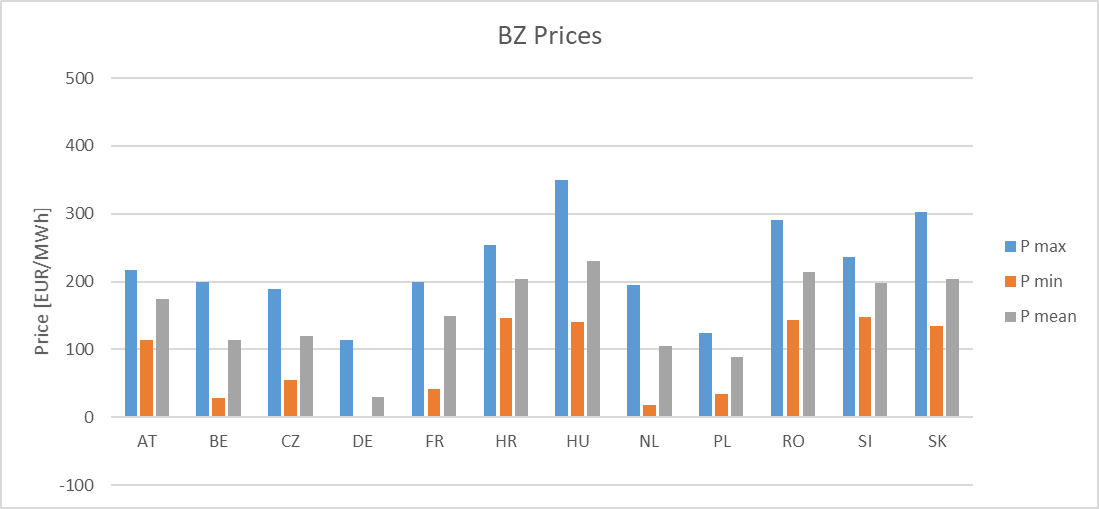 BZ Prices
500
400
300
200
100
0
-100
Price [EUR/MWh]
AT BE CZ DE FR HR HU NL PL RO SI SK
P max
P min
P mean